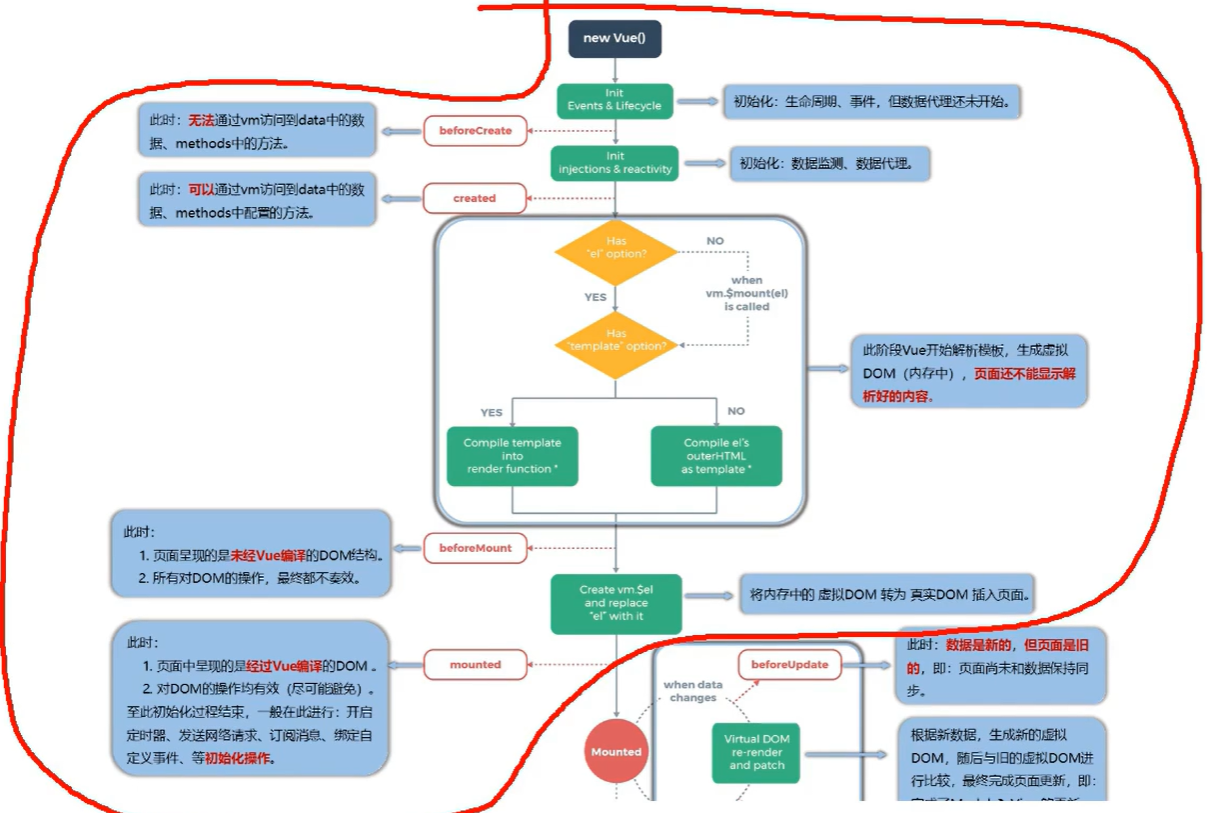 new Vue()
Init
Events & Lifecycle
初始化：生命周期、事件，但数据代理还未开始。
此时：无法通过vm访问到data中的数
据、methods中的方法。
beforeCreate
Init
injections & reactivity
初始化：数据监测、数据代理。
此时：可以通过vm访问到data中的数
据、methods中配置的方法。
created
Has
"el" option?
NO
when
vm.$mount(el)
is called
YES
Has
"template" option?
此阶段Vue开始解析模板，生成虚拟
DOM（内存中），页面还不能显示解
析好的内容。
YES
NO
Compile template
into
render function *
Compile el's
outerHTML
as template *
此时：
1. 页面呈现的是未经Vue编译的DOM结构。
2. 所有对DOM的操作，最终都不奏效。
beforeMount
Create vm.$el
and replace
"el" with it
将内存中的 虚拟DOM 转为 真实DOM 插入页面。
此时：
1. 页面中呈现的是经过Vue编译的DOM 。
2. 对DOM的操作均有效（尽可能避免）。
至此初始化过程结束，一般在此进行：开启
定时器、发送网络请求、订阅消息、绑定自
定义事件、等初始化操作。
mounted
beforeUpdate
此时：数据是新的，但页面是旧
的，即：页面尚未和数据保持同
步。
when data
changes
Mounted
Virtual DOM
re-render
and patch
根据新数据，生成新的虚拟
DOM，随后与旧的虚拟DOM进
行比较，最终完成页面更新，即：